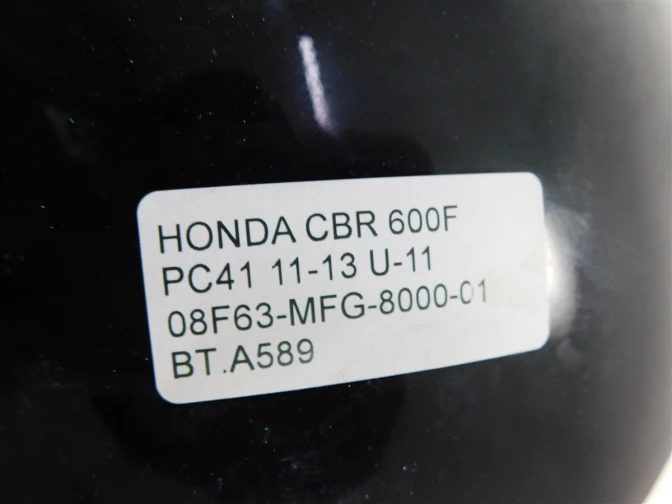 HONDA CBR 600F
PC41 11-13 U-11
08F63-MFG-8000-01
BT.A589